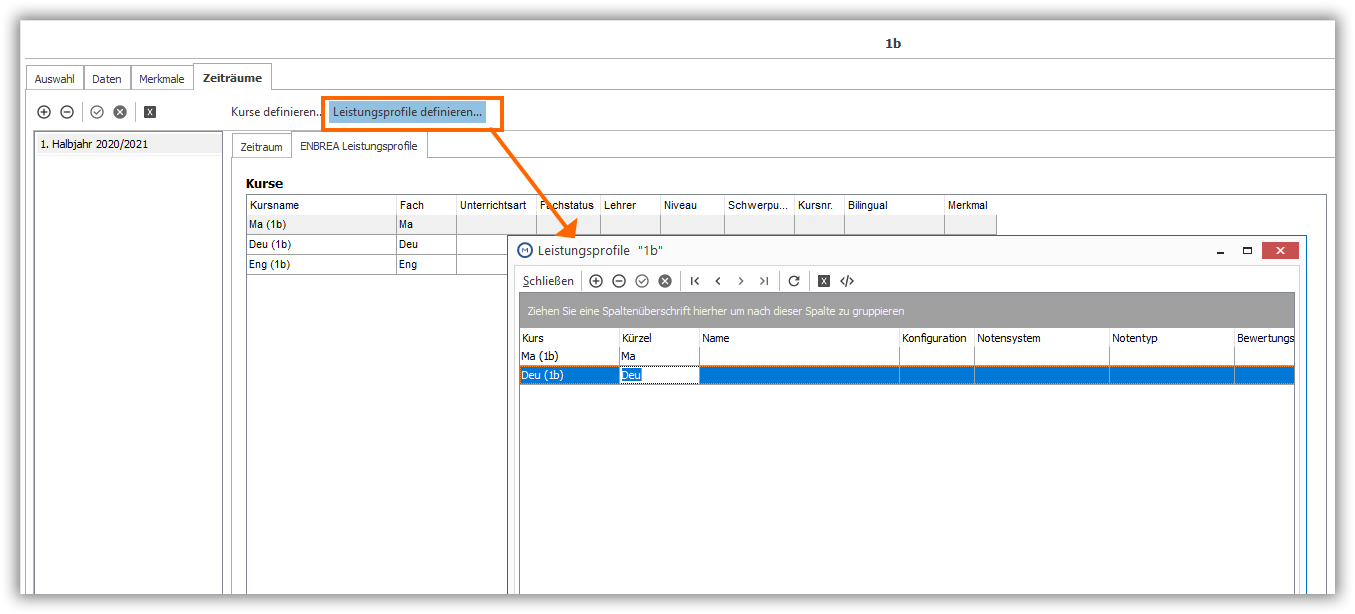 1b
Auswahl Daten Merkmale Zeiträume
Kurse definieren... Leistungsprofile definieren...
1. Halbjahr 2020/2021
Zeitraum ENBREA Leistungsprofile
Kurse
Kursname Fach Unterrichtsart Fachstatus Lehrer Niveau Schwerpu... Kursnr. Bilingual Merkmal
Ma (1b) Ma
Deu (1b) Deu
Eng (1b) Eng
Leistungsprofile "1b"
Schließen
Ziehen Sie eine Spaltenüberschrift hierher um nach dieser Spalte zu gruppieren
Kurs Kürzel Name Konfiguration Notensystem Notentyp Bewertungs
Ma (1b) Ma
Deu (1b) Deu